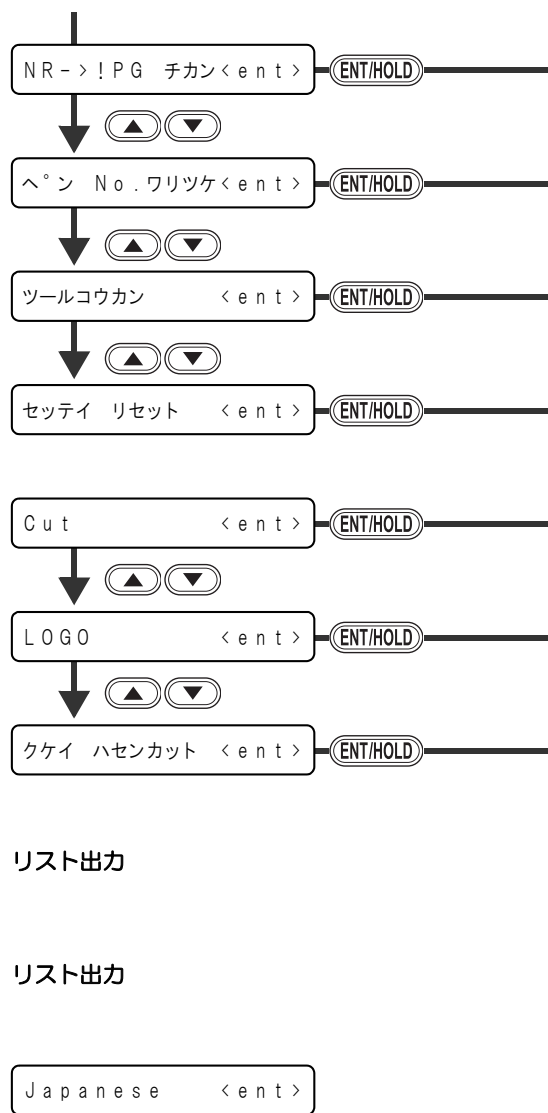 NR->!PG チカン<ent> ENT/HOLD
ペン No.ワリツケ<ent> ENT/HOLD
ツールコウカン <ent> ENT/HOLD
セッテイ リセット <ent> ENT/HOLD
Cut <ent> ENT/HOLD
LOGO <ent> ENT/HOLD
クケイ ハセンカット <ent> ENT/HOLD
リスト出力
リスト出力
Japanese <ent>